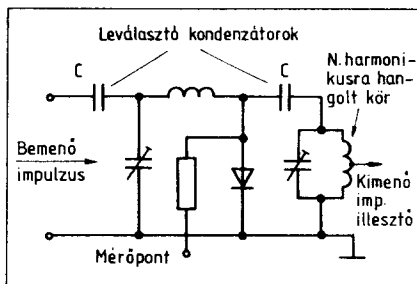 Leválasztó kondenzátorok
C
C
N. harmoni-
kusra han-
golt kör
Bemenő
impulzus
Kimenő
imp.
illesztő
Mérőpont